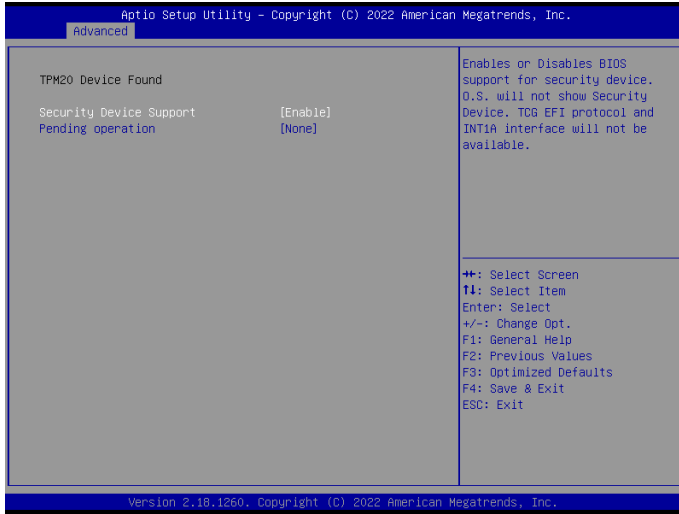 Aptio Setup Utility – Copyright (C) 2022 American Megatrends, Inc.
Advanced
TPM20 Device Found
Security Device Support [Enable]
Pending operation [None]
Enables or Disables BIOS
support for security device.
O.S. will not show Security
Device. TCG EFI protocol and
INT1A interface will not be
available.
→←: Select Screen
↑↓: Select Item
Enter: Select
+/-: Change Opt.
F1: General Help
F2: Previous Values
F3: Optimized Defaults
F4: Save & Exit
ESC: Exit
Version 2.18.1260. Copyright (C) 2022 American Megatrends, Inc.